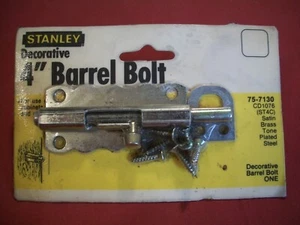 STANLEY
Decorative
4" Barrel Bolt
75-7130
CD1076
(ST4C)
Satin
Brass
Tone
Plated
Steel
Decorative
Barrel Bolt
ONE